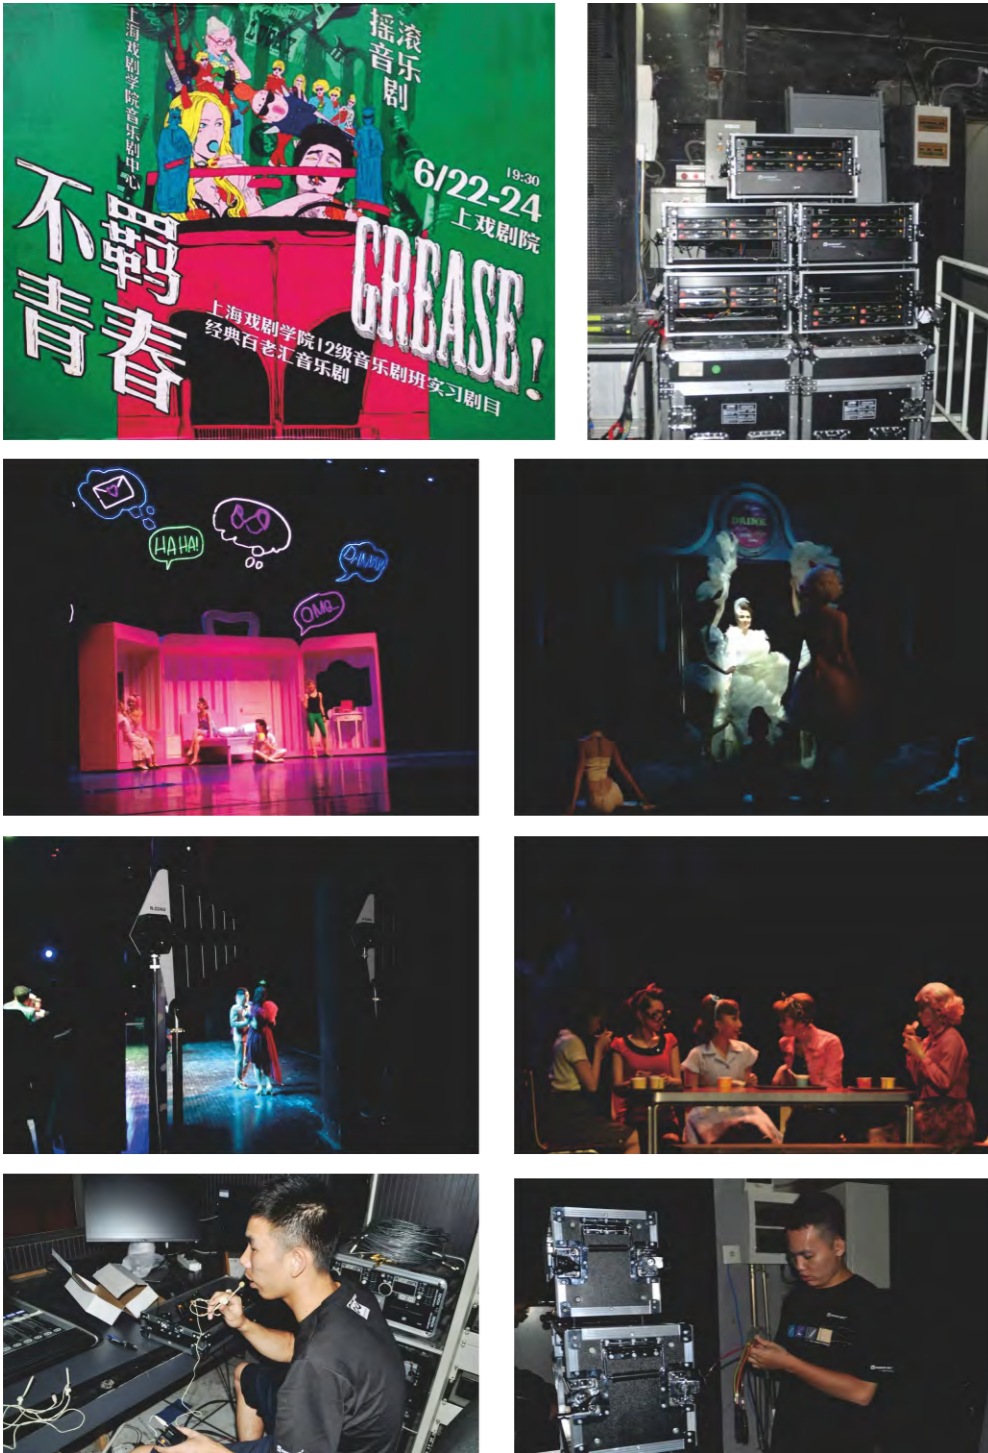 上海戏剧学院音乐剧中心
摇滚
音乐
剧
19:30
6/22-24
上戏剧院
不羁
青春
GREASE!
上海戏剧学院12级音乐剧班实习剧目
经典百老汇音乐剧
HAHA!
OMG
DRINK